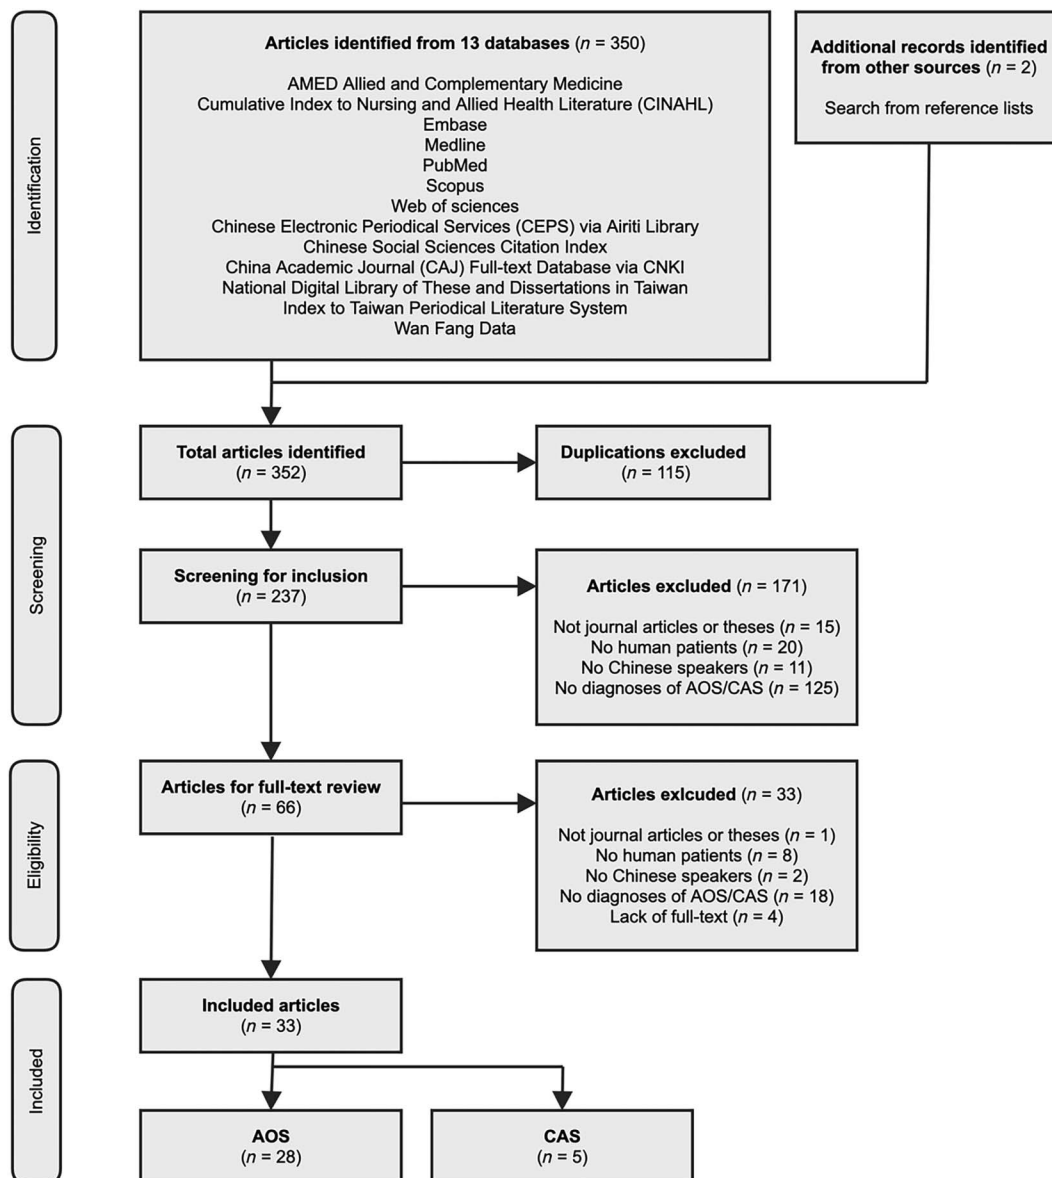 Identification
Articles identified from 13 databases (n = 350)
AMED Allied and Complementary Medicine
Cumulative Index to Nursing and Allied Health Literature (CINAHL)
Embase
Medline
PubMed
Scopus
Web of sciences
Chinese Electronic Periodical Services (CEPS) via Airiti Library
Chinese Social Sciences Citation Index
China Academic Journal (CAJ) Full-text Database via CNKI
National Digital Library of These and Dissertations in Taiwan
Index to Taiwan Periodical Literature System
Wan Fang Data
Additional records identified
from other sources (n = 2)
Search from reference lists
Screening
Total articles identified
(n = 352)
Duplications excluded
(n = 115)
Screening for inclusion
(n = 237)
Articles excluded (n = 171)
Not journal articles or theses (n = 15)
No human patients (n = 20)
No Chinese speakers (n = 11)
No diagnoses of AOS/CAS (n = 125)
Eligibility
Articles for full-text review
(n = 66)
Articles exlcuded (n = 33)
Not journal articles or theses (n = 1)
No human patients (n = 8)
No Chinese speakers (n = 2)
No diagnoses of AOS/CAS (n = 18)
Lack of full-text (n = 4)
Included
Included articles
(n = 33)
AOS
(n = 28)
CAS
(n = 5)